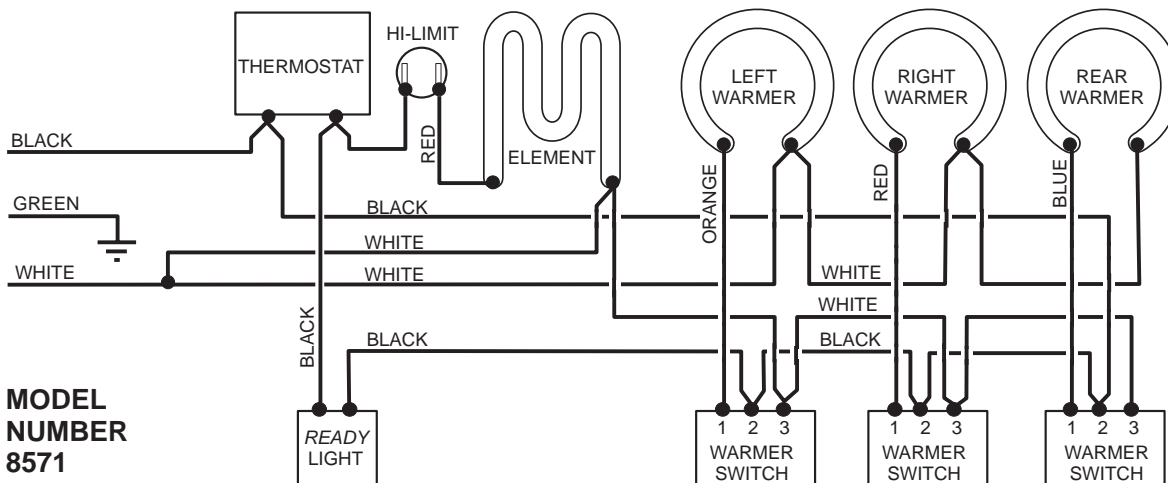 HI-LIMIT
THERMOSTAT
LEFT
WARMER
RIGHT
WARMER
REAR
WARMER
BLACK
RED
ELEMENT
ORANGE
RED
BLUE
GREEN
BLACK
WHITE
WHITE
WHITE
WHITE
WHITE
BLACK
BLACK
BLACK
MODEL
NUMBER
8571
READY
LIGHT
1 2 3
WARMER
SWITCH
1 2 3
WARMER
SWITCH
1 2 3
WARMER
SWITCH